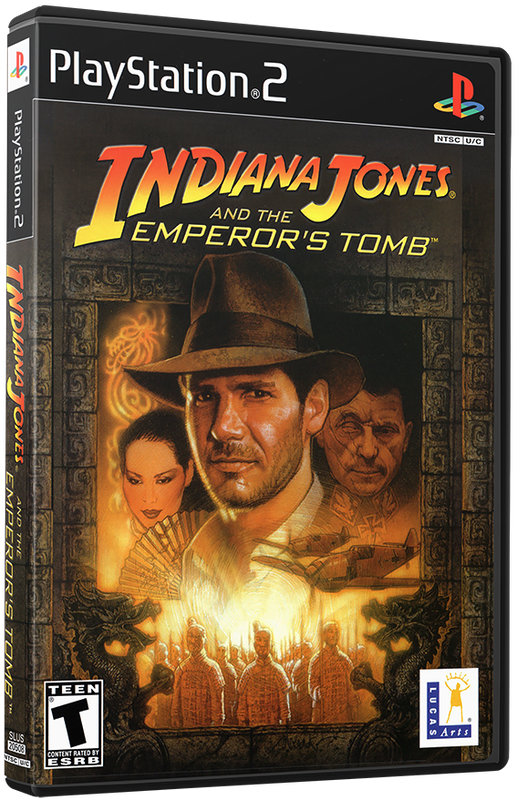 PlayStation®2
NTSC U/C
INDIANA JONES®
AND THE
EMPEROR'S TOMB™
TEEN
T
CONTENT RATED BY
ESRB
LUCAS
Arts
PlayStation®2
INDIANA JONES
AND THE
EMPEROR'S TOMB™
SLUS
20508
NTSC U/C